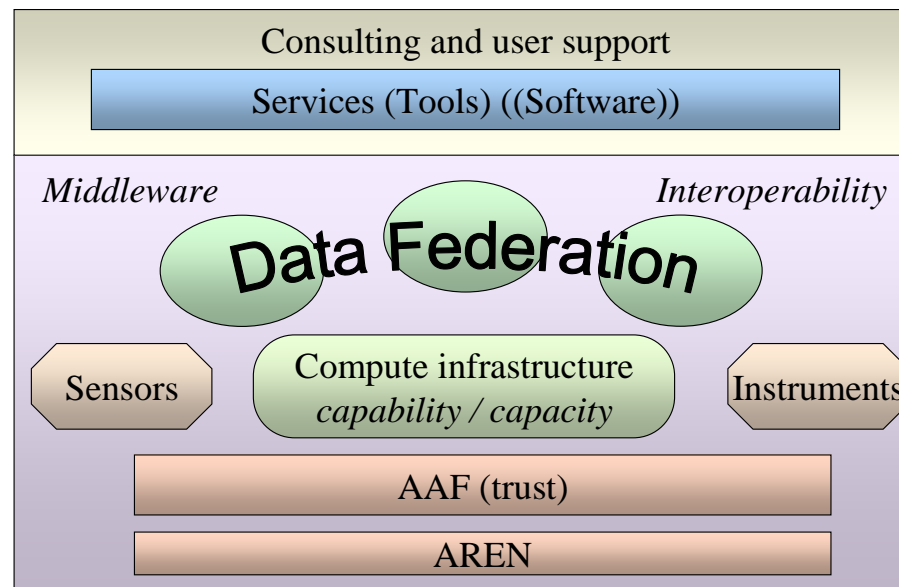 Consulting and user support
Services (Tools) ((Software))
Middleware
Interoperability
Data Federation
Sensors
Compute infrastructure
capability / capacity
Instruments
AAF (trust)
AREN